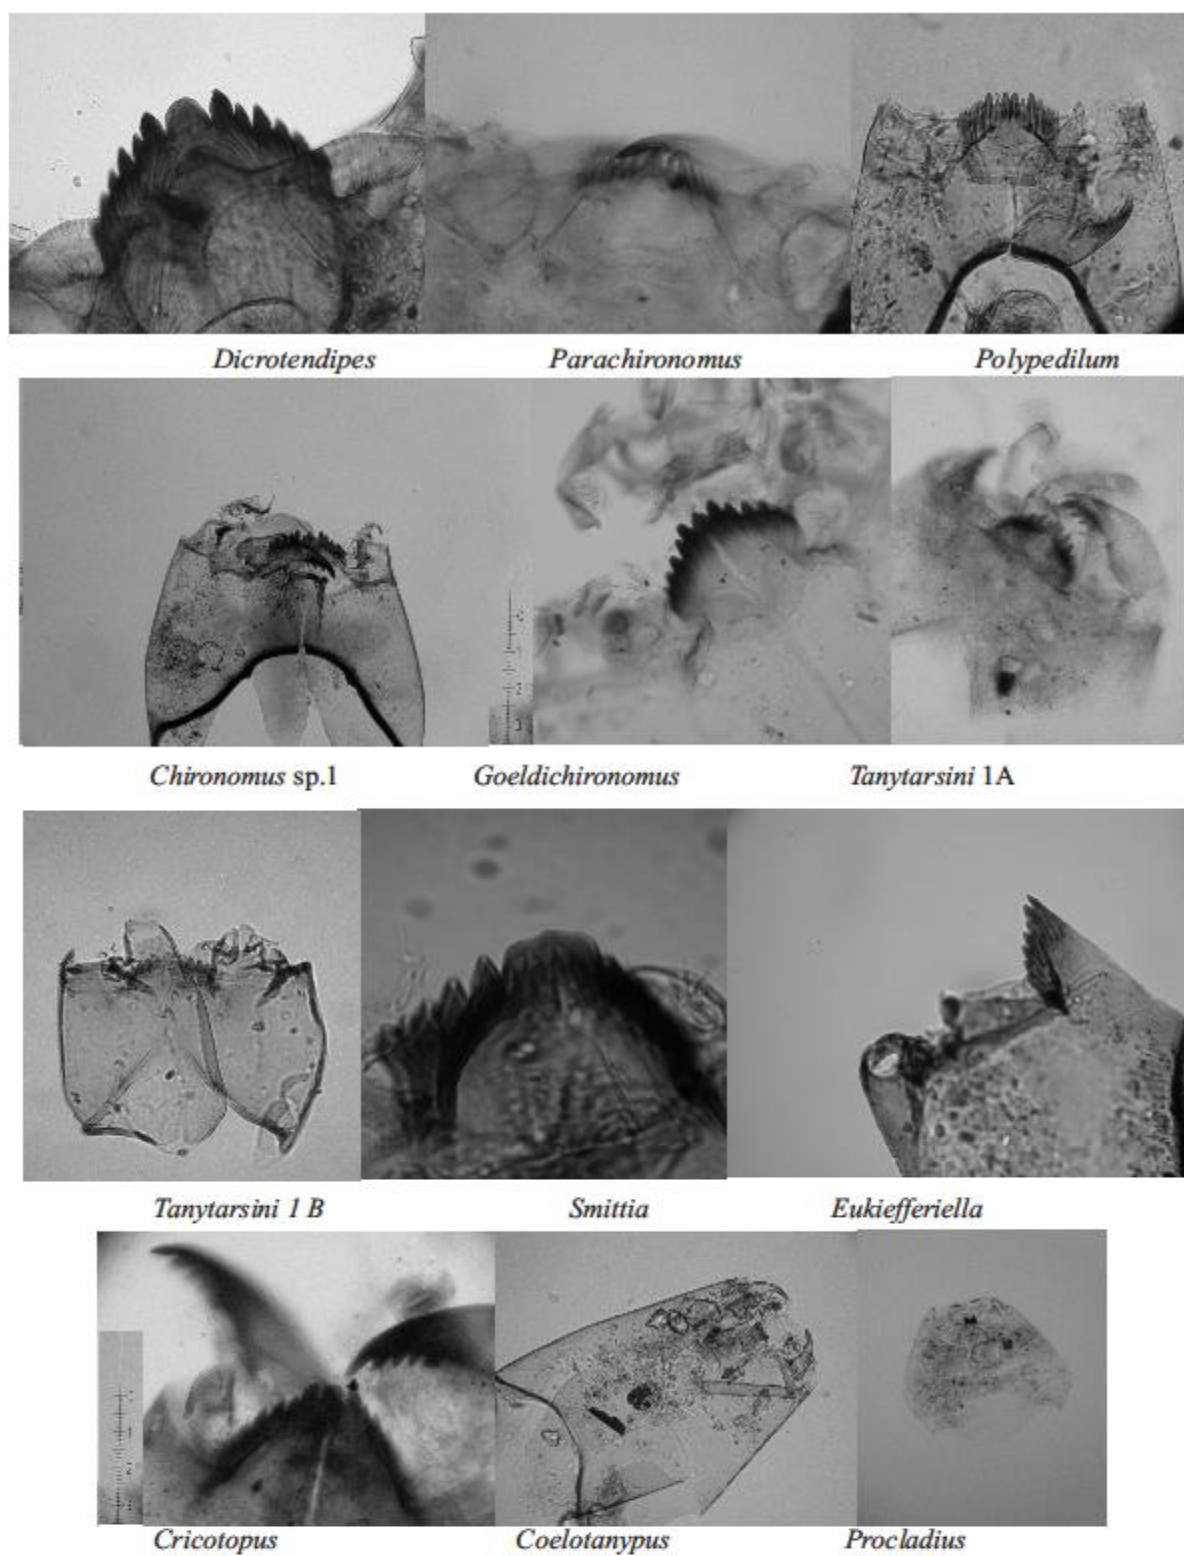 Dicrotendipes Parachironomus Polypedilum
Chironomus sp.1 Goeldichironomus Tanytarsini 1A
Tanytarsini 1 B Smittia Eukiefferiella
Cricotopus Coelotanypus Procladius